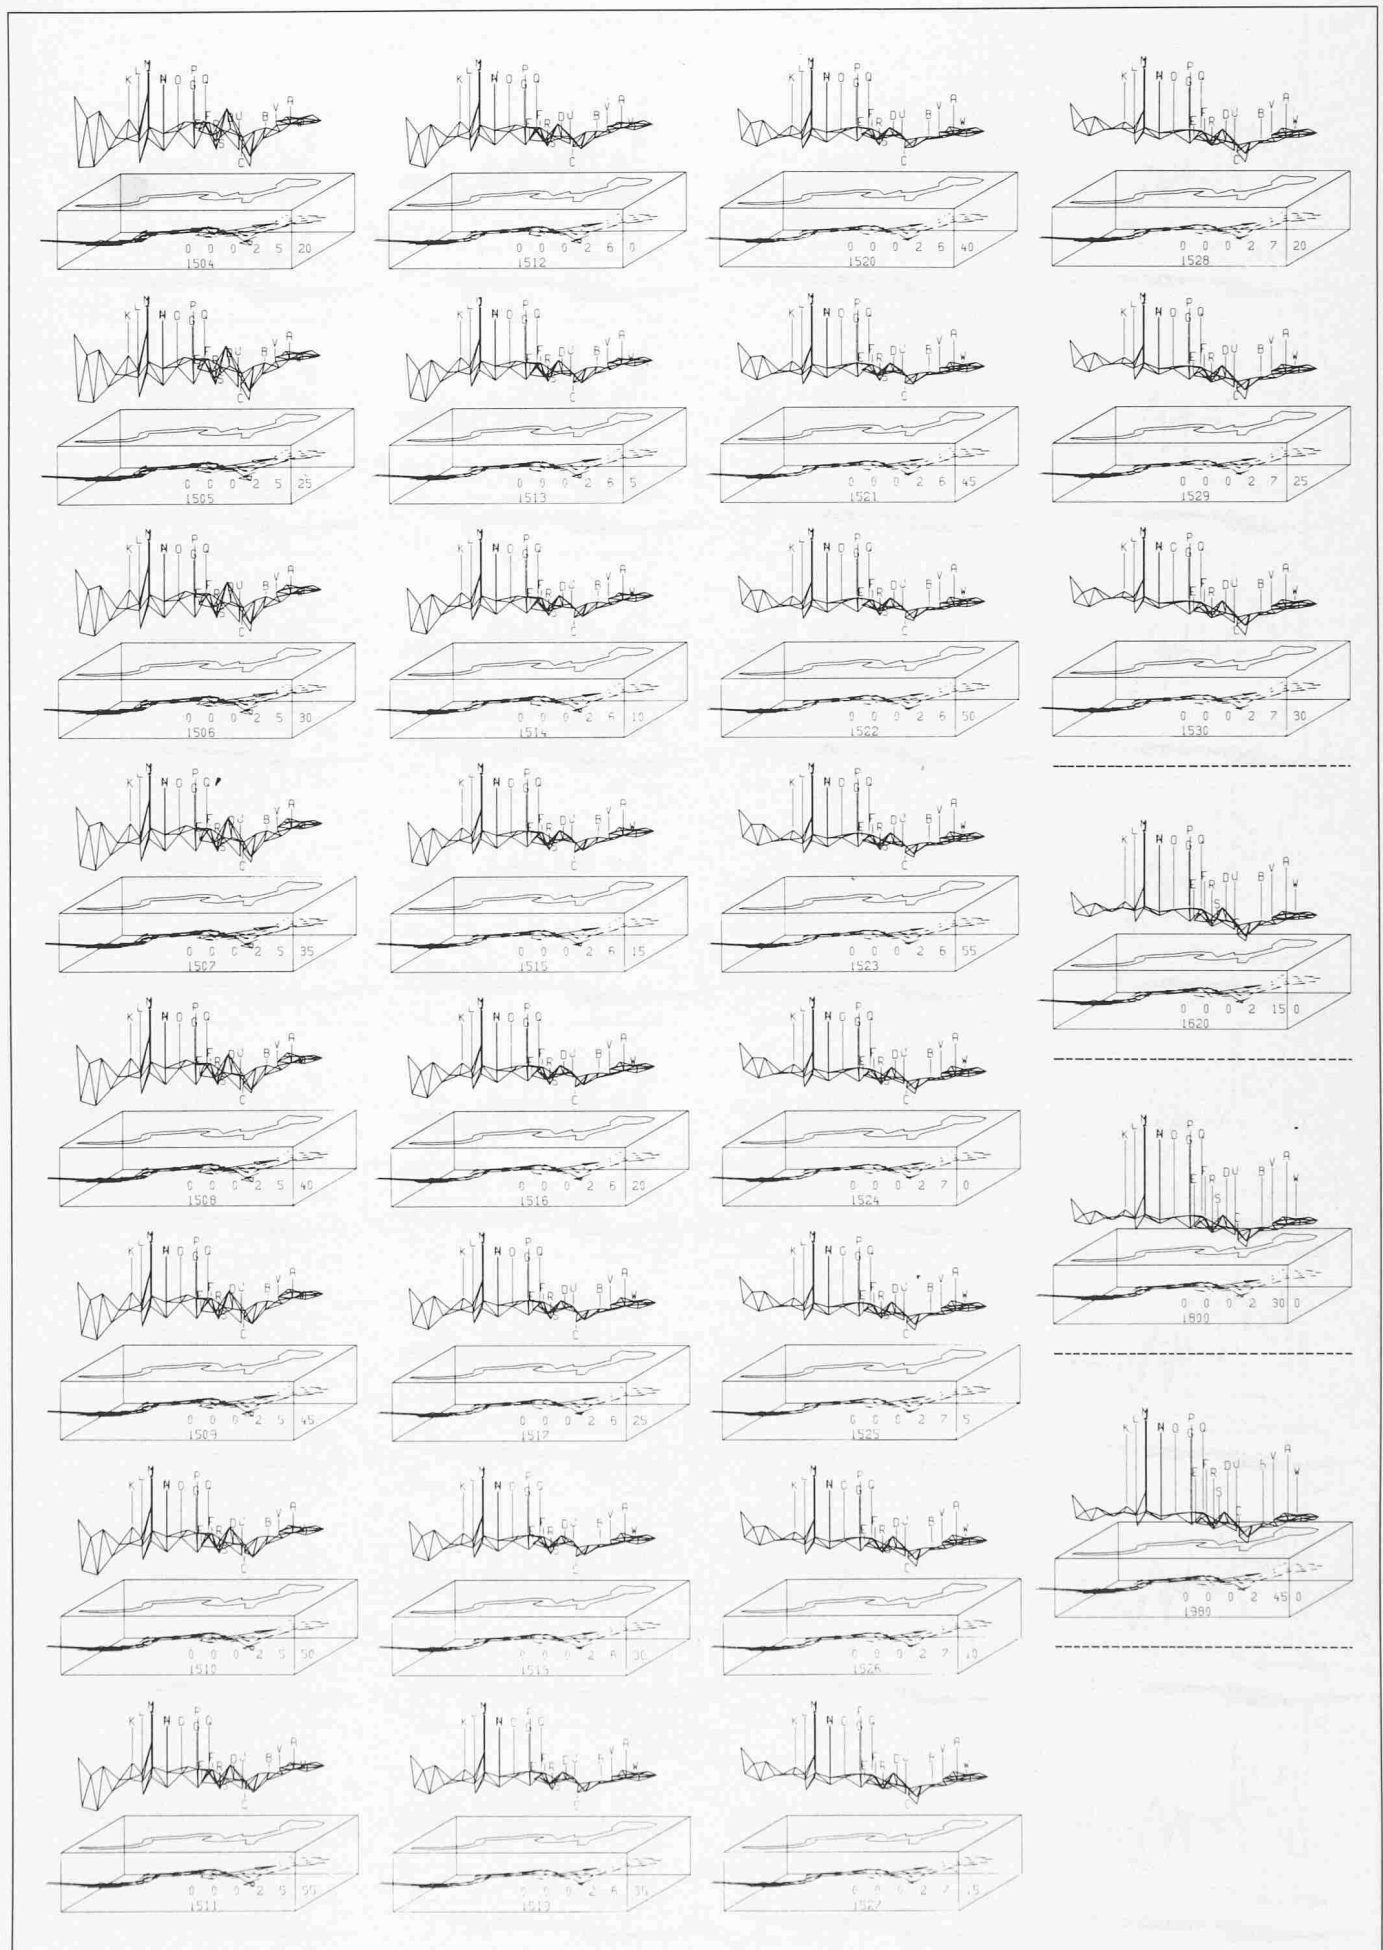 K L M N O P G Q
F D U B V A
S C
0 0 0 2 5 20
1504
K L M N O P G Q
F B V A
C
0 0 0 2 5 25
1505
K L M N O P G Q
F D U B V A
C
0 0 0 2 5 30
1506
K L M N O P G Q
F R D U B V A
C
0 0 0 2 5 35
1507
K L M N O P G Q
F R D U B V A
C
0 0 0 2 5 40
1508
K L M N O P G Q
F R D U B V A
C
0 0 0 2 5 45
1509
K L M N O P G Q
F R D U B V A
C
0 0 0 2 5 50
1510
K L M N O P G Q
F D U B V A
C
0 0 0 2 5 55
1511
K L M N O P G Q
E F R D U B V A W
S C
0 0 0 2 6 0
1512
K L M N O P G Q
E F R D U B V A W
S C
0 0 0 2 6 5
1513
K L M N O P G Q
E F R D U B V A W
S C
0 0 0 2 6 10
1514
K L M N O P G Q
E F R D U B V A W
S C
0 0 0 2 6 15
1515
K L M N O P G Q
E F R D U B V A W
S C
0 0 0 2 6 20
1516
K L M N O P G Q
E F R D U B V A W
S C
0 0 0 2 6 25
1517
K L M N O P G Q
E F R D U B V A W
C
0 0 0 2 6 30
K L M N O P G Q
E F R D U V A W
C
0 0 0 2 6 35
K L M N O P G Q
E F R D U B V A W
S C
0 0 0 2 6 40
1520
K L M N O P G Q
E F R D U B V A W
S C
0 0 0 2 6 45
1521
K L M N O P G Q
E F R D U B V A W
S C
0 0 0 2 6 50
1522
K L M N O P G Q
E F R D U B V A W
S C
0 0 0 2 6 55
1523
K L M N O P G Q
E F R D U B V A W
S C
0 0 0 2 7 0
1524
K L M N O P G Q
E F R D U B V A W
C
0 0 0 2 7 5
1525
K L M N O P G Q
E F R D U B V A W
C
0 0 0 2 7 10
1526
K L M N O P G Q
E F R D U B V A W
C
0 0 0 2 7 15
1527
K L M N O P G Q
E F R D U B V A W
C
0 0 0 2 7 20
1528
K L M N O P G Q
E F R D U B V A W
C
0 0 0 2 7 25
1529
K L M N O P G Q
E F R D U B V A W
C
0 0 0 2 7 30
1530
K L M N O P G Q
E F R D U B V A W
S
0 0 0 2 15 0
1620
K L M N O P G Q
E F R D U B V A W
S C
0 0 0 2 30 0
1800
K L M N O P G Q
E F R D U V A W
S C
0 0 0 2 45 0
1980